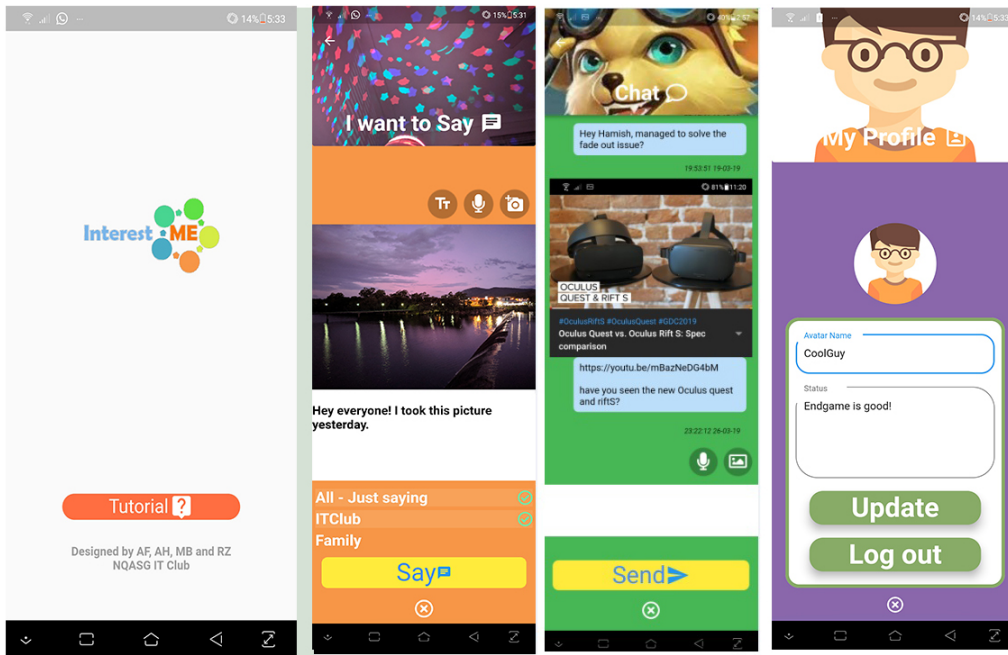 14% 5:33
Interest ME
Tutorial ?
Designed by AF, AH, MB and RZ
NQASG IT Club
15% 5:31
I want to Say
Tт
Hey everyone! I took this picture
yesterday.
All - Just saying
ITClub
Family
Say
40%
Chat
Hey Hamish, managed to solve the
fade out issue?
19:53:51 19-03-19
81% 11:20
OCULUS
QUEST & RIFT S
#OculusRiftS #OculusQuest #GDC2019
Oculus Quest vs. Oculus Rift S: Spec
comparison
https://youtu.be/mBazNeDG4bM
have you seen the new Oculus quest
and riftS?
23:22:12 26-03-19
Send
14% 5:33
My Profile
Avatar Name
CoolGuy
Status
Endgame is good!
Update
Log out